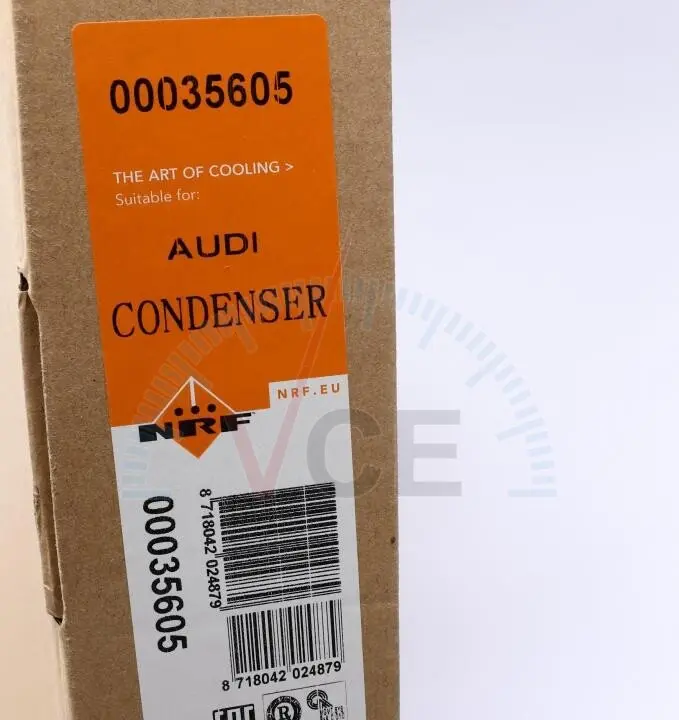 00035605
THE ART OF COOLING >
Suitable for:
AUDI
CONDENSER
NRF.EU
NRF
VCE
00035605
8 718042 024879
8 718042 024879
EAC
R